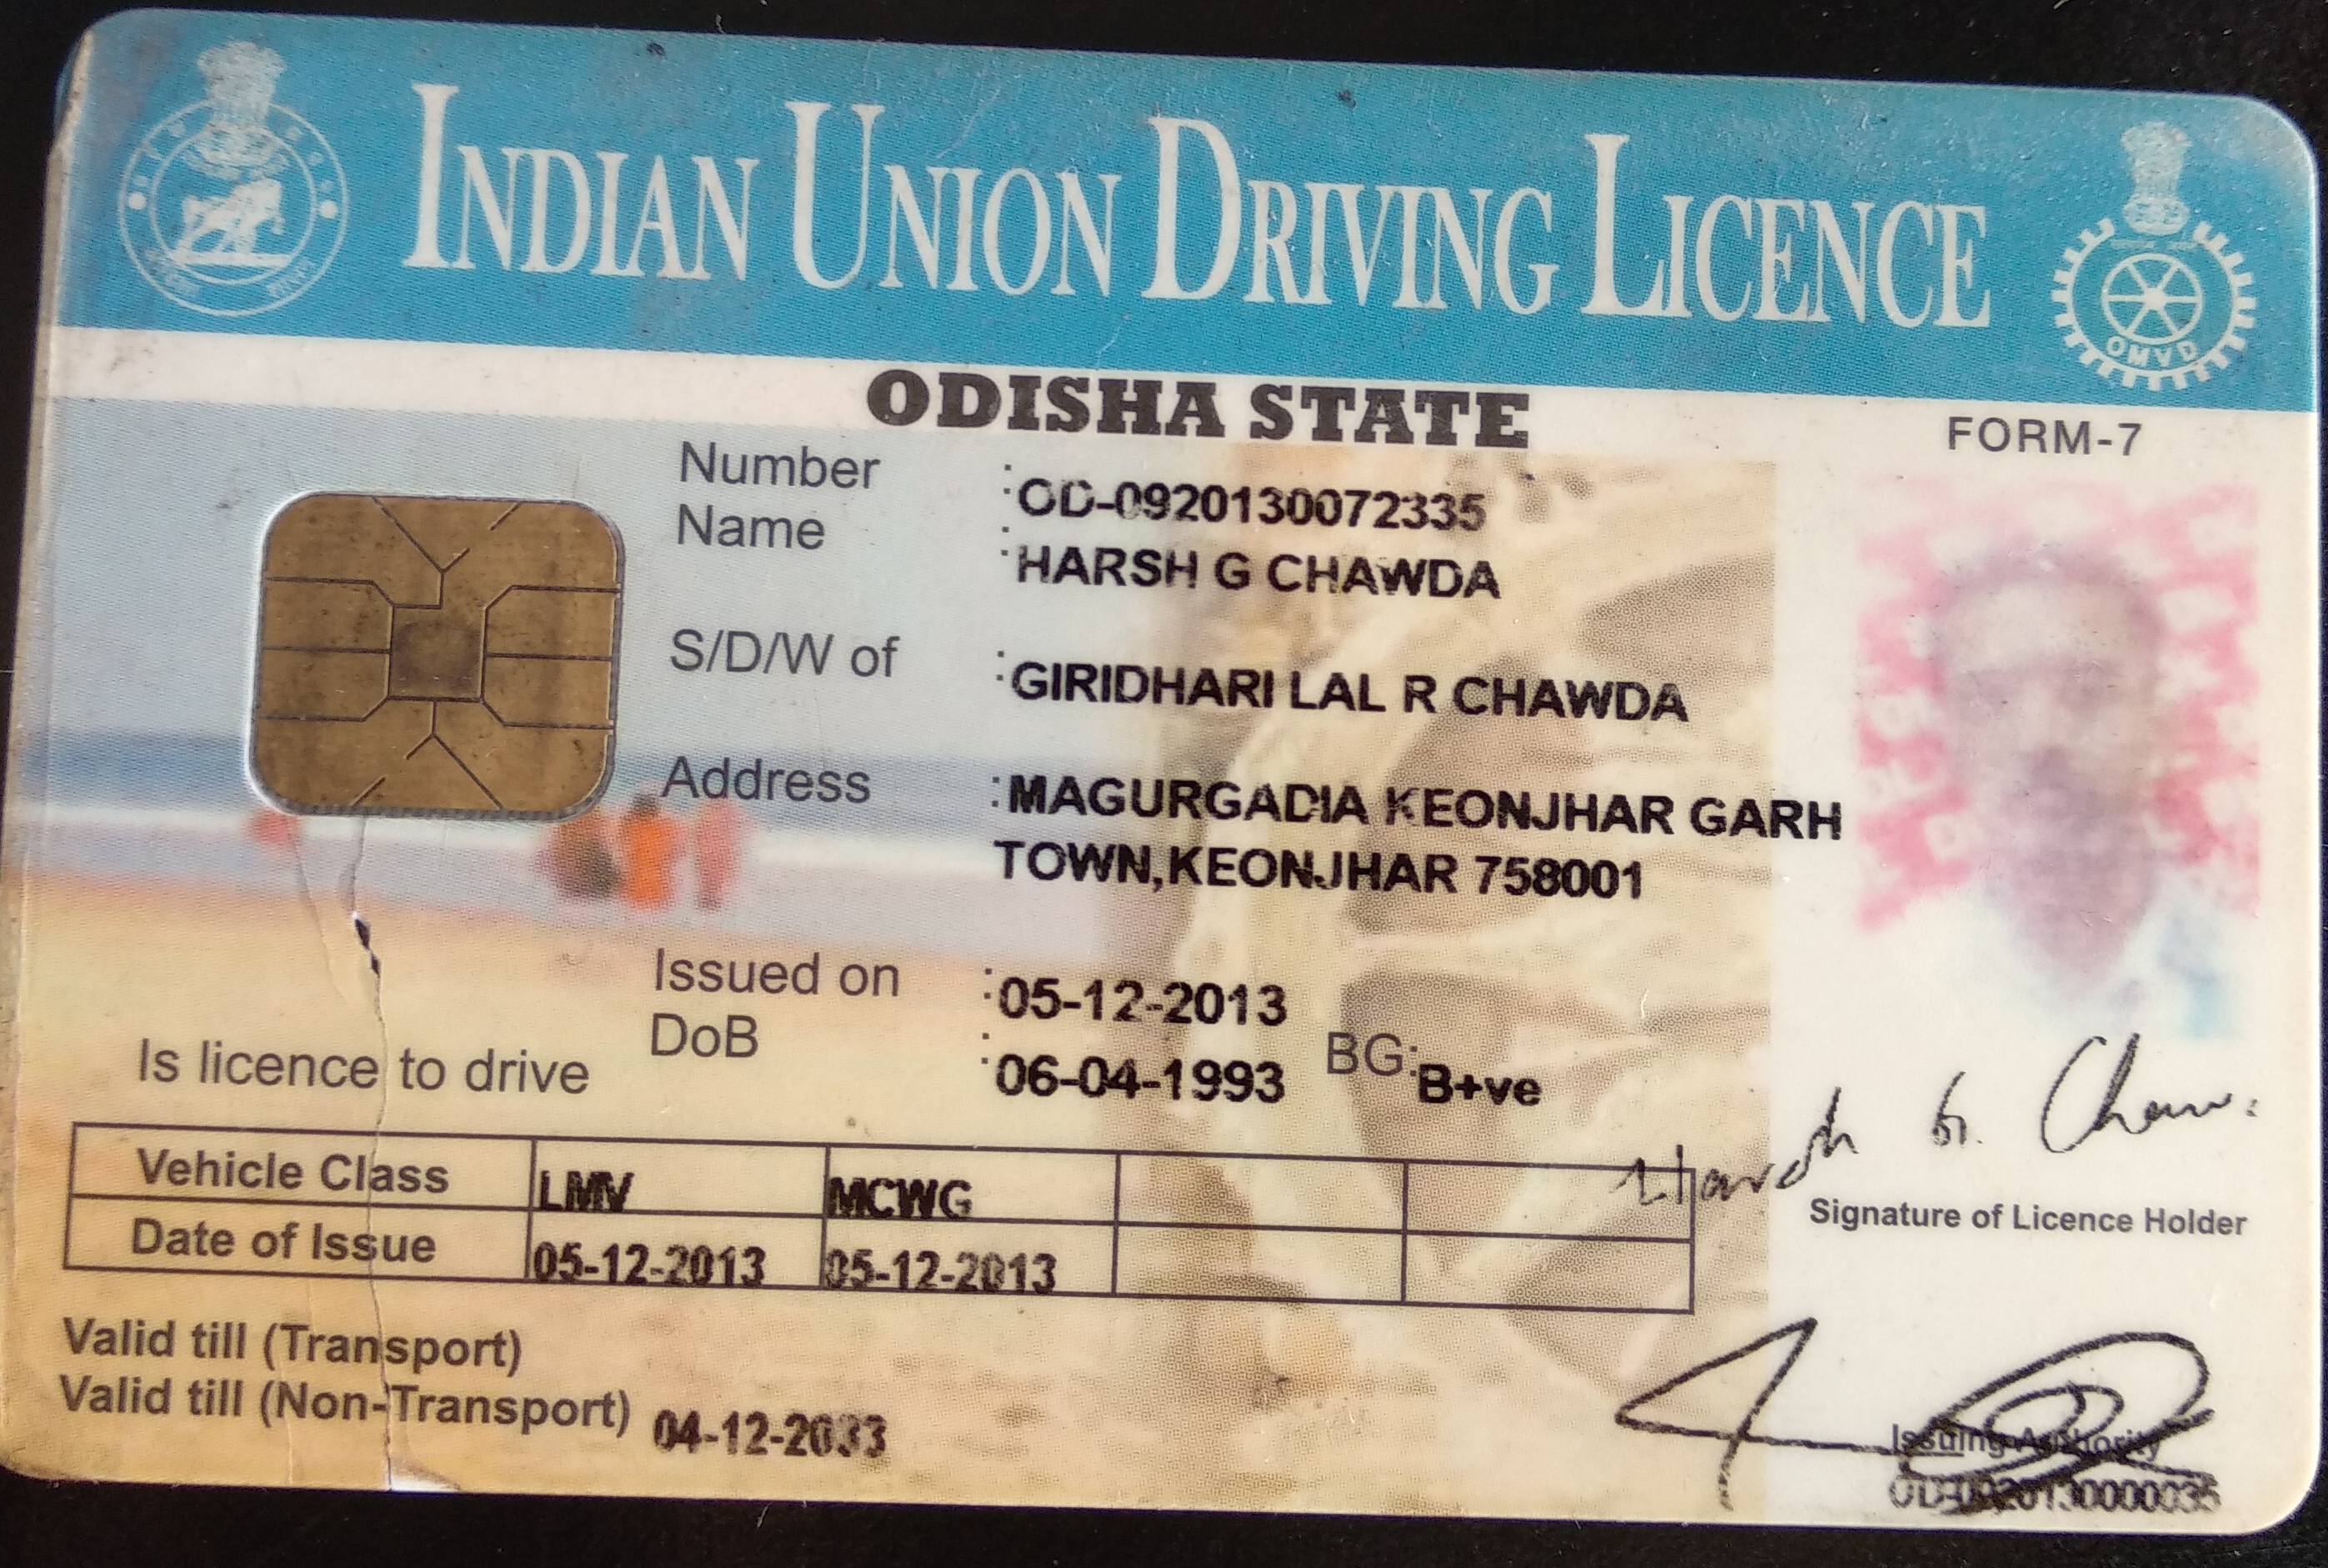 INDIAN UNION DRIVING LICENCE
ODISHA STATE
FORM-7
Number : OD-0920130072335
Name : HARSH G CHAWDA
S/D/W of : GIRIDHARI LAL R CHAWDA
Address : MAGURGADIA KEONJHAR GARH
TOWN,KEONJHAR 758001
Issued on : 05-12-2013
DoB : 06-04-1993 BG: B+ve
Is licence to drive
Vehicle Class LMV MCWG
Date of Issue 05-12-2013 05-12-2013
Harsh G. Chaw
Signature of Licence Holder
Valid till (Transport)
Valid till (Non-Transport) 04-12-2033
Issuing Authority
OMVD